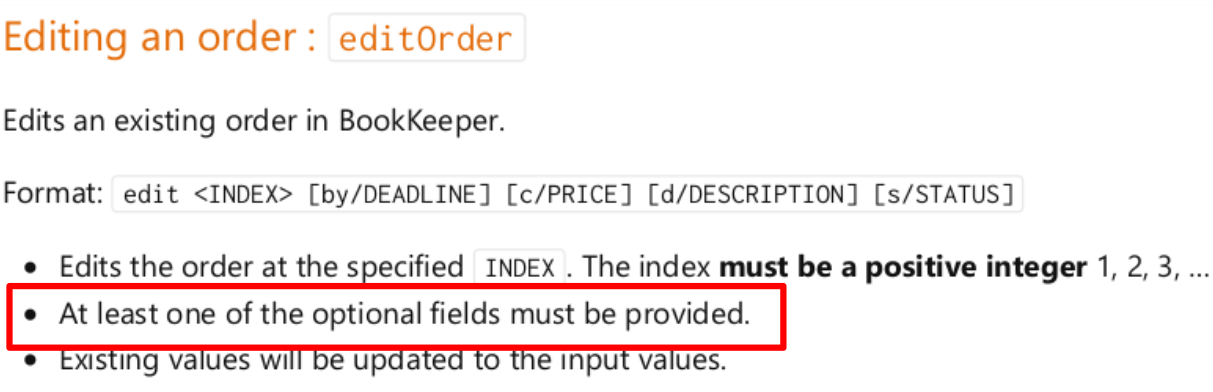 Editing an order : editOrder
Edits an existing order in BookKeeper.
Format: edit <INDEX> [by/DEADLINE] [c/PRICE] [d/DESCRIPTION] [s/STATUS]
• Edits the order at the specified INDEX . The index must be a positive integer 1, 2, 3, …
• At least one of the optional fields must be provided.
• Existing values will be updated to the input values.